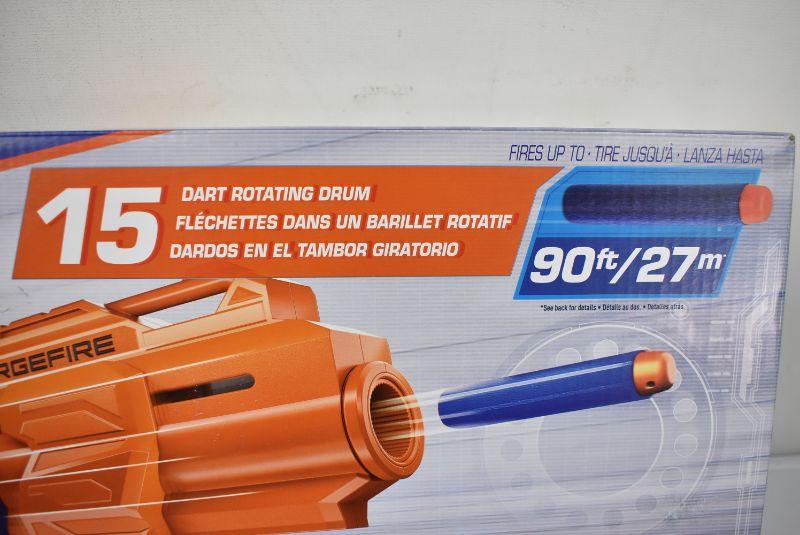 FIRES UP TO · TIRE JUSQU'À · LANZA HASTA
15
DART ROTATING DRUM
FLÉCHETTES DANS UN BARILLET ROTATIF
DARDOS EN EL TAMBOR GIRATORIO
90ft/27m*
*See back for details • Détails au dos. • Detalles atrás
RGEFIRE